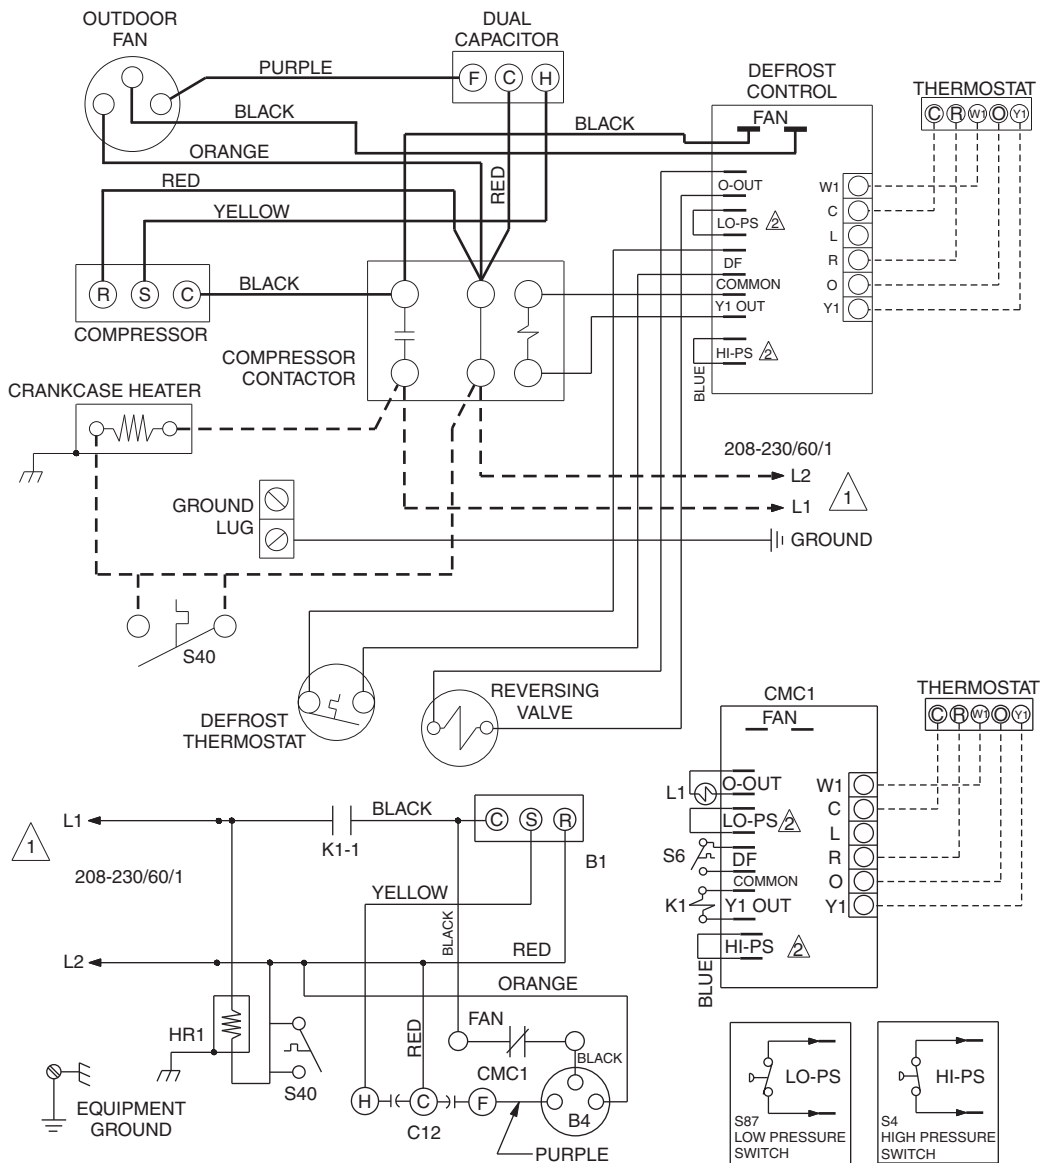 OUTDOOR
FAN
DUAL
CAPACITOR
PURPLE
F C H
DEFROST
CONTROL
THERMOSTAT
C R W1 O Y1
BLACK
BLACK
FAN
ORANGE
RED
RED
YELLOW
O-OUT
LO-PS 2
DF
COMMON
Y1 OUT
HI-PS 2
BLUE
W1
C
L
R
O
Y1
R S C
BLACK
COMPRESSOR
COMPRESSOR
CONTACTOR
CRANKCASE HEATER
208-230/60/1
L2
L1
1
GROUND
LUG
GROUND
S40
DEFROST
THERMOSTAT
REVERSING
VALVE
CMC1
FAN
THERMOSTAT
C R W1 O Y1
L1
O-OUT
LO-PS 2
S6
DF
COMMON
K1
Y1 OUT
HI-PS 2
BLUE
W1
C
L
R
O
Y1
L1
BLACK
C S R
K1-1
B1
1
208-230/60/1
YELLOW
BLACK
L2
RED
ORANGE
HR1
RED
FAN
CMC1
BLACK
S40
EQUIPMENT
GROUND
H C F
C12
B4
PURPLE
LO-PS
S87
LOW PRESSURE
SWITCH
HI-PS
S4
HIGH PRESSURE
SWITCH